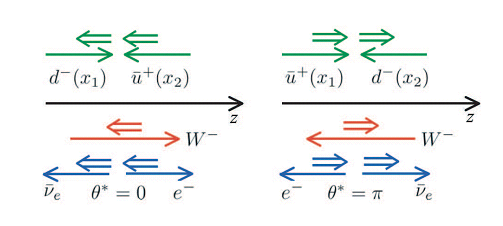 d⁻(x₁) ū⁺(x₂) ū⁺(x₁) d⁻(x₂)
z z
W⁻ W⁻
ν̄ₑ θ* = 0 e⁻ e⁻ θ* = π ν̄ₑ